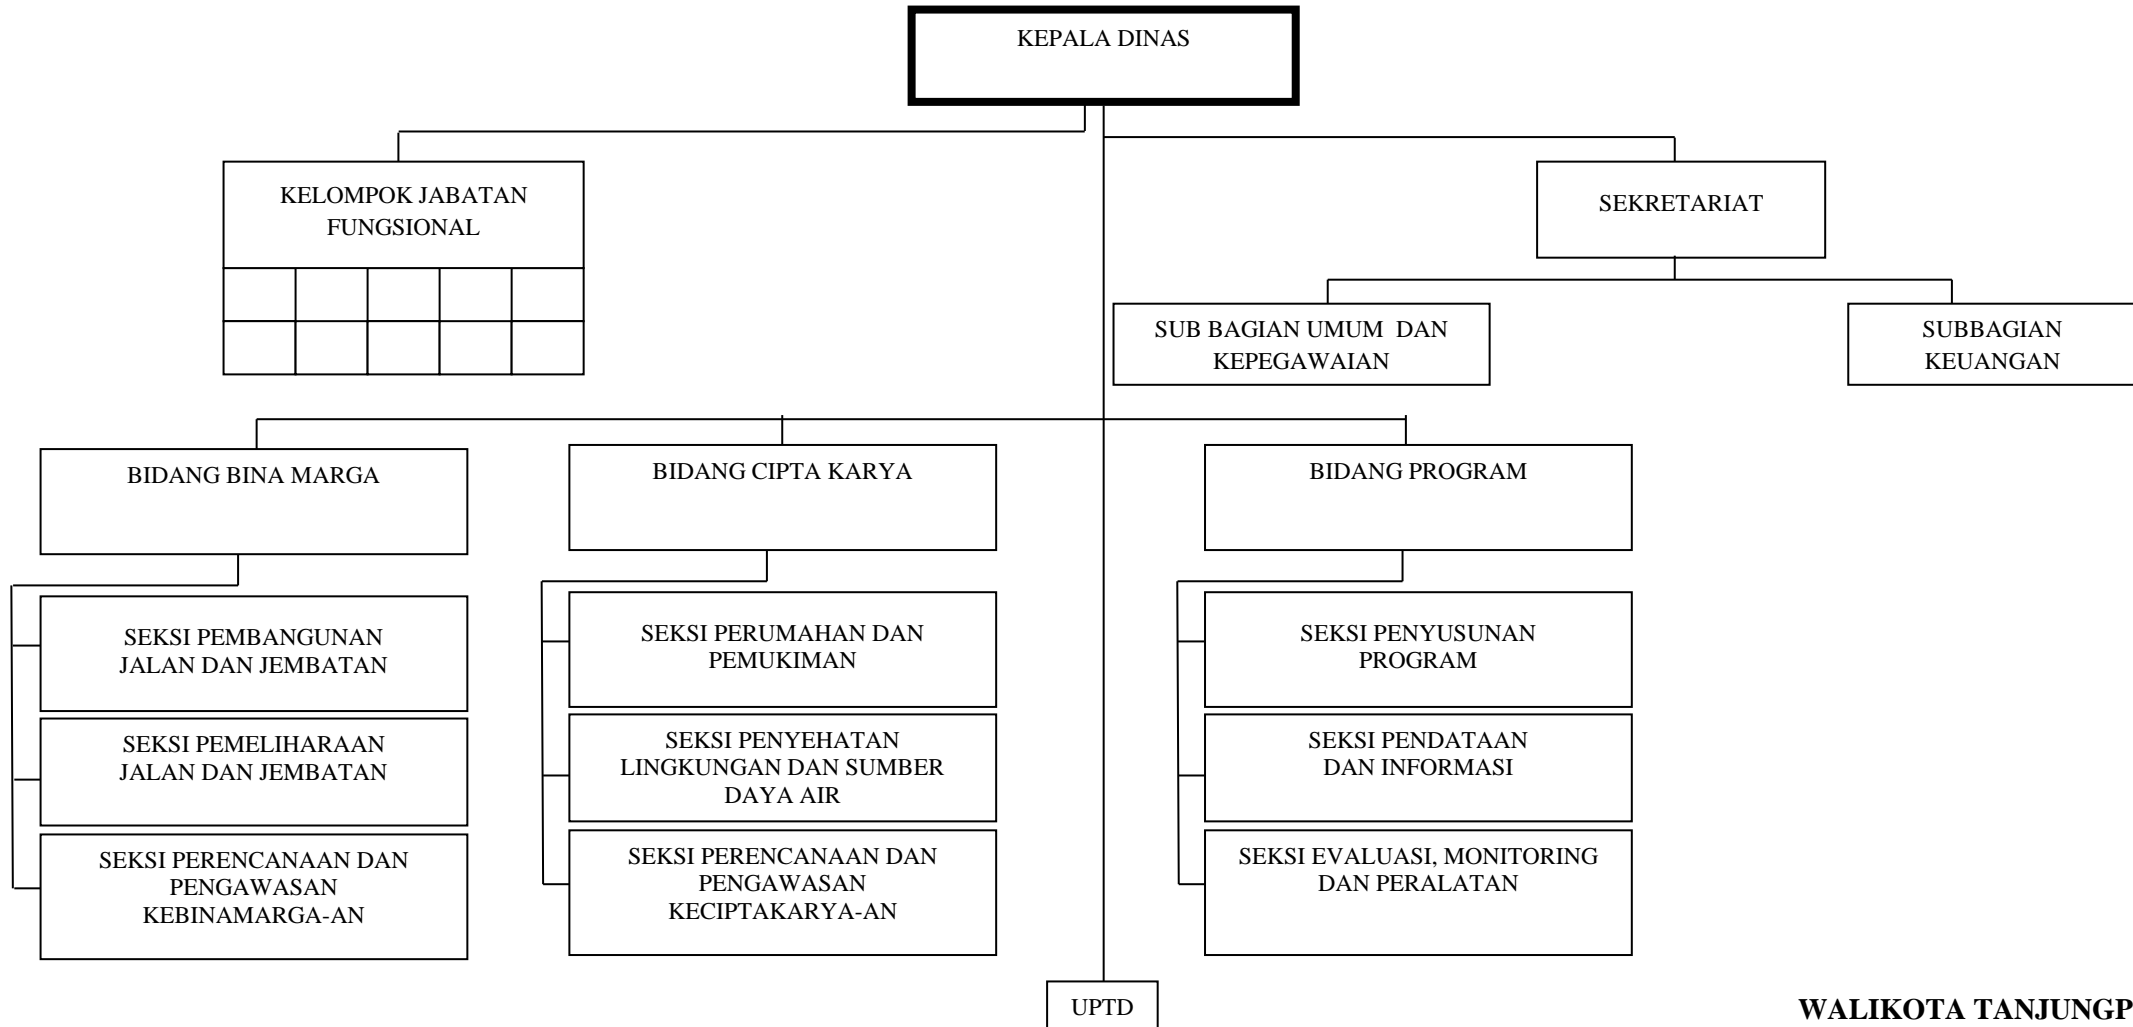 KEPALA DINAS
KELOMPOK JABATAN
FUNGSIONAL
SEKRETARIAT
SUB BAGIAN UMUM  DAN
KEPEGAWAIAN
SUBBAGIAN
KEUANGAN
BIDANG BINA MARGA
BIDANG CIPTA KARYA
BIDANG PROGRAM
SEKSI PEMBANGUNAN
JALAN DAN JEMBATAN
SEKSI PERUMAHAN DAN
PEMUKIMAN
SEKSI PENYUSUNAN
PROGRAM
SEKSI PEMELIHARAAN
JALAN DAN JEMBATAN
SEKSI PENYEHATAN
LINGKUNGAN DAN SUMBER
DAYA AIR
SEKSI PENDATAAN
DAN INFORMASI
SEKSI PERENCANAAN DAN
PENGAWASAN
KEBINAMARGA-AN
SEKSI PERENCANAAN DAN
PENGAWASAN
KECIPTAKARYA-AN
SEKSI EVALUASI, MONITORING
DAN PERALATAN
UPTD
WALIKOTA TANJUNGP